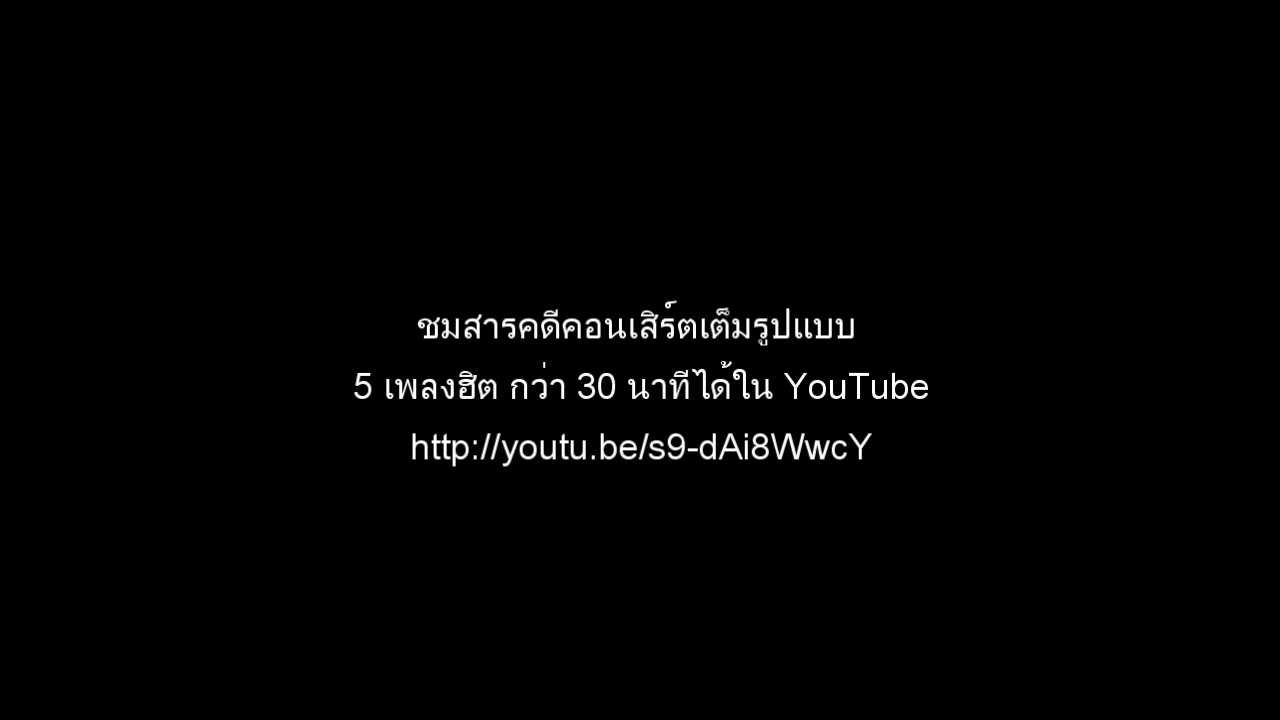 ชมสารคดีคอนเสิร์ตเต็มรูปแบบ
5 เพลงฮิต กว่า 30 นาทีได้ใน YouTube
http://youtu.be/s9-dAi8WwcY